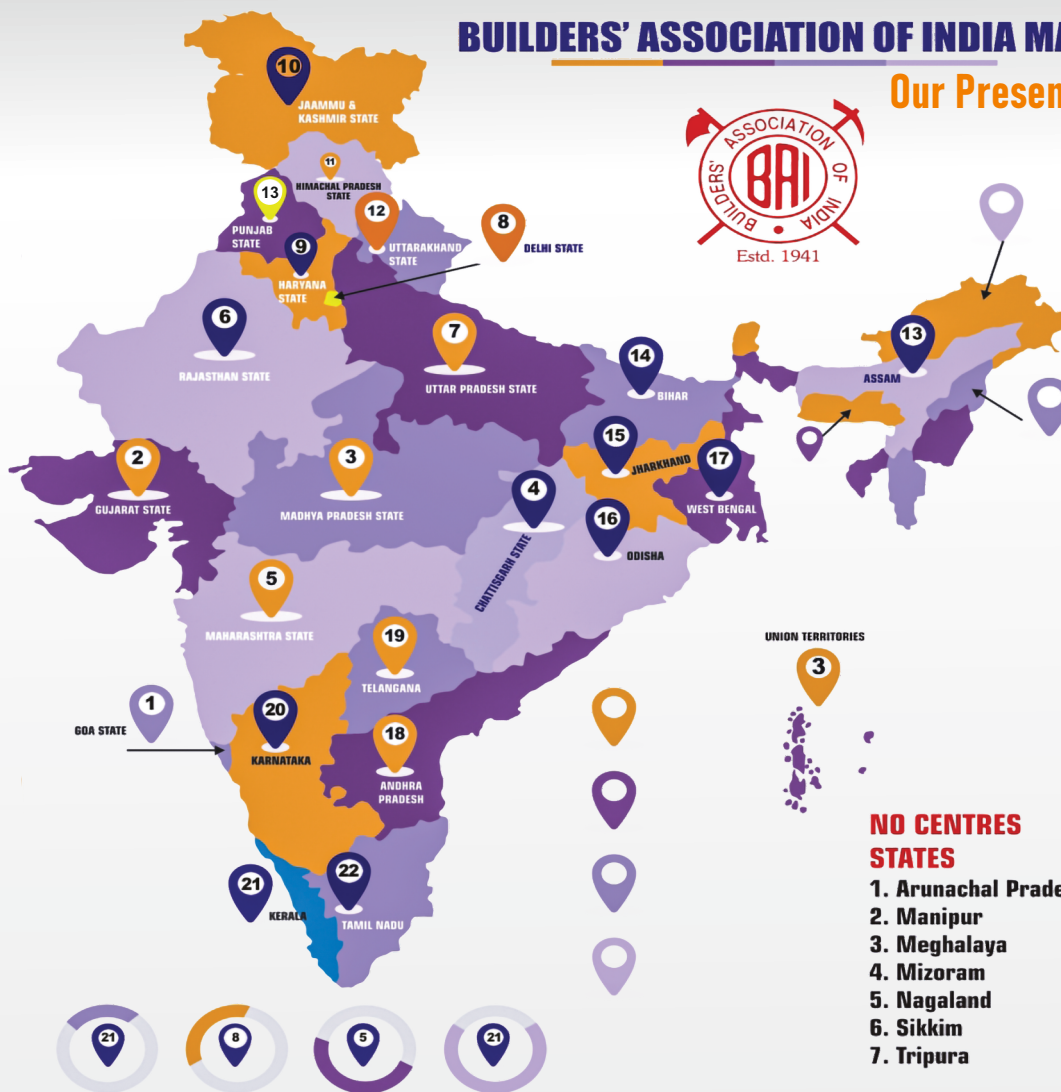 BUILDERS' ASSOCIATION OF INDIA MA
Our Presen
10
JAAMMU &
KASHMIR STATE
BUILDERS' ASSOCIATION OF INDIA
BAI
Estd. 1941
11
HIMACHAL PRADESH
STATE
13
PUNJAB
STATE
12
UTTARAKHAND
STATE
8
DELHI STATE
9
HARYANA
STATE
6
RAJASTHAN STATE
7
UTTAR PRADESH STATE
14
BIHAR
13
ASSAM
2
GUJARAT STATE
3
MADHYA PRADESH STATE
4
CHATTISGARH STATE
15
JHARKHAND
17
WEST BENGAL
16
ODISHA
5
MAHARASHTRA STATE
19
TELANGANA
UNION TERRITORIES
3
1
GOA STATE
20
KARNATAKA
18
ANDHRA
PRADESH
21
KERALA
22
TAMIL NADU
NO CENTRES
STATES
1. Arunachal Prade
2. Manipur
3. Meghalaya
4. Mizoram
5. Nagaland
6. Sikkim
7. Tripura
21
8
5
21